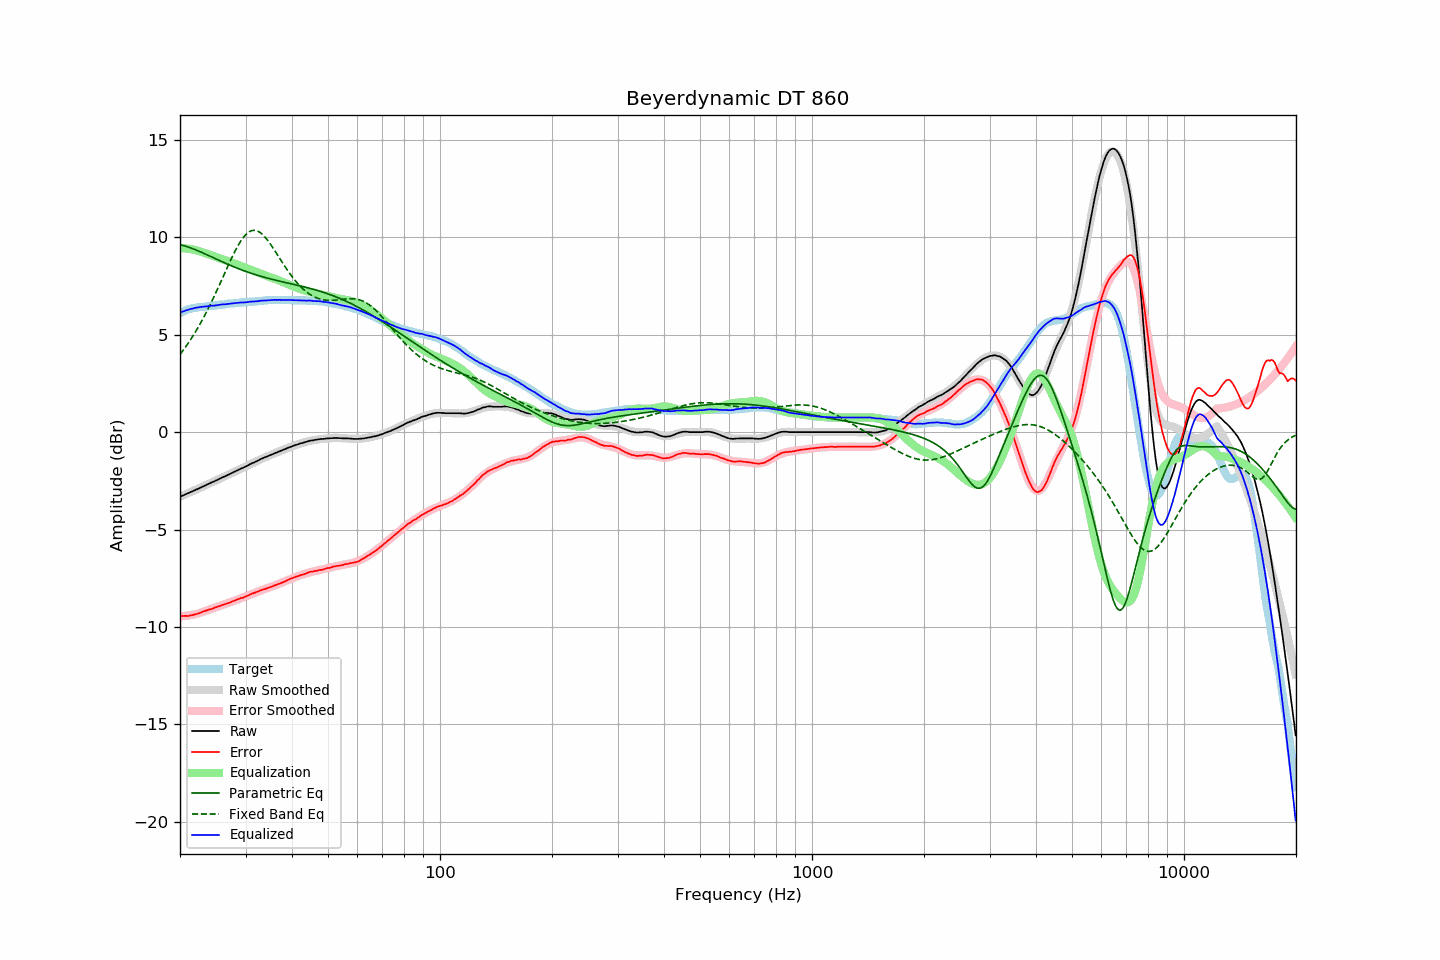 Beyerdynamic DT 860
Amplitude (dBr)
15
10
5
0
−5
−10
−15
−20
Target
Raw Smoothed
Error Smoothed
Raw
Error
Equalization
Parametric Eq
Fixed Band Eq
Equalized
100
1000
10000
Frequency (Hz)